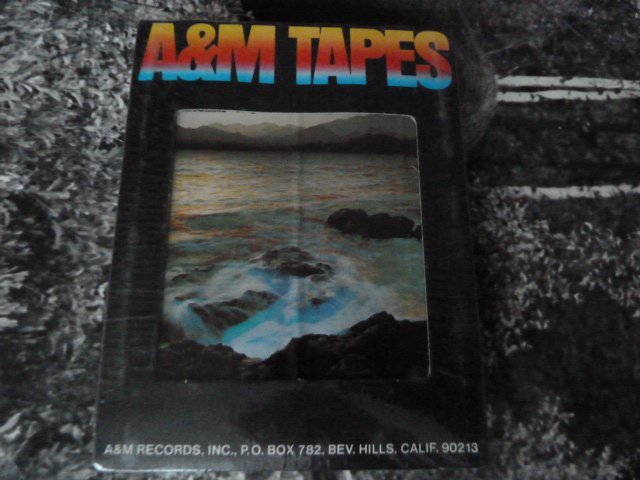 A&M TAPES
A&M RECORDS, INC., P.O. BOX 782, BEV. HILLS, CALIF. 90213